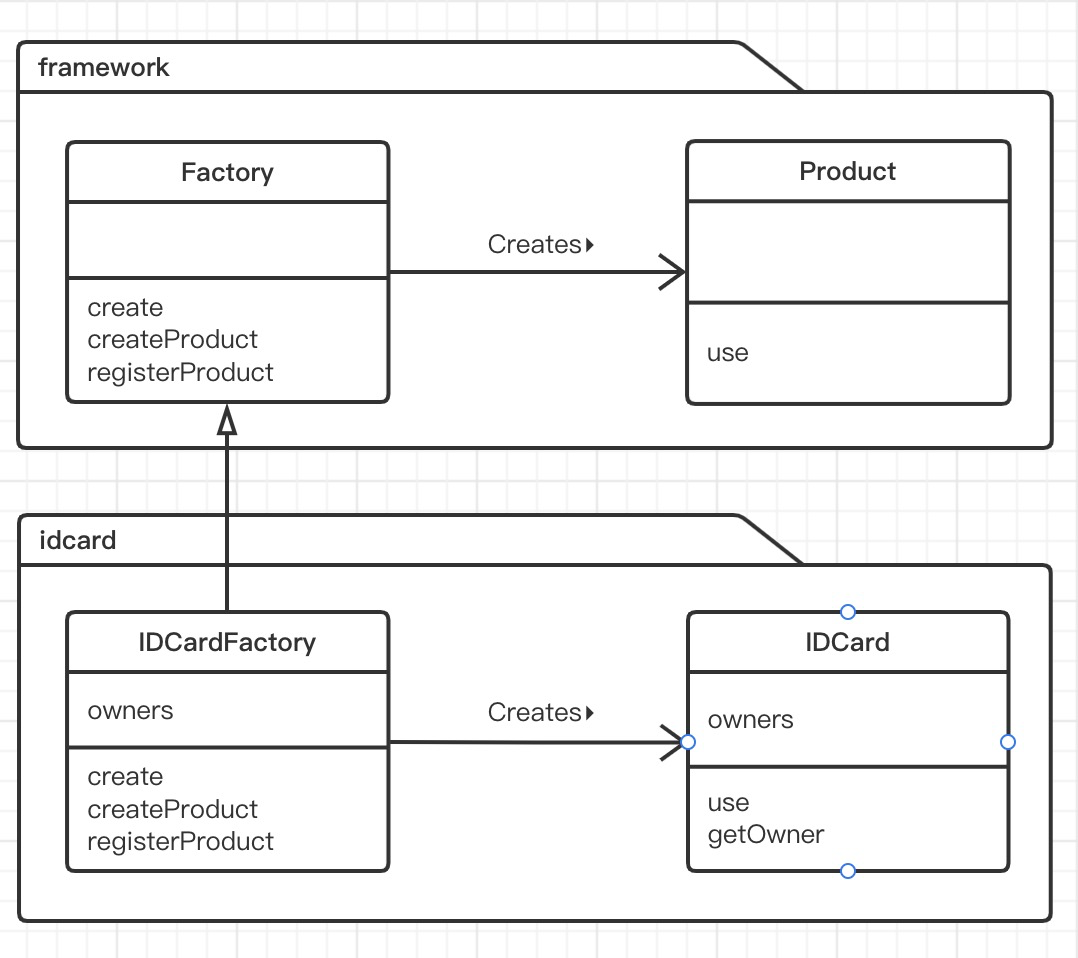 framework
Factory
create
createProduct
registerProduct
Creates
Product
use
idcard
IDCardFactory
owners
create
createProduct
registerProduct
Creates
IDCard
owners
use
getOwner